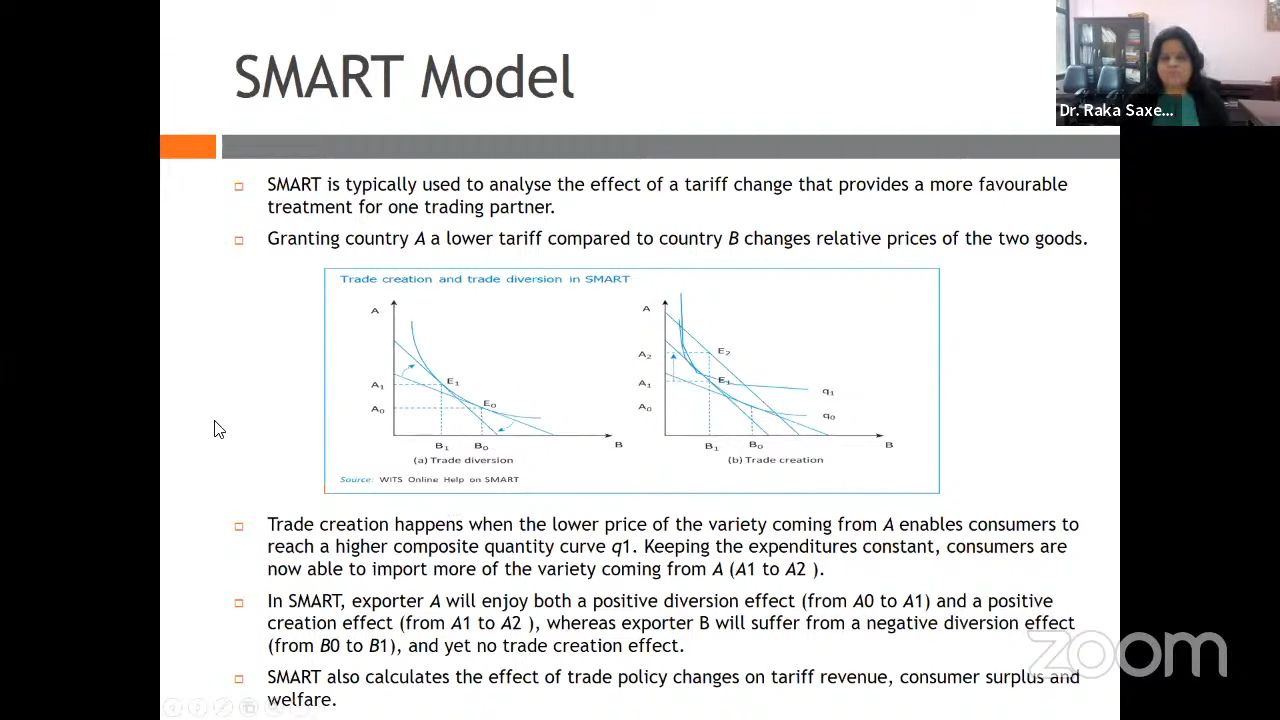 SMART Model
Dr. Raka Saxe...
SMART is typically used to analyse the effect of a tariff change that provides a more favourable
treatment for one trading partner.
Granting country A a lower tariff compared to country B changes relative prices of the two goods.
Trade creation and trade diversion in SMART
A
A1
A0
E1
E0
B1
B0
B
(a) Trade diversion
A
A2
A1
A0
E2
E1
q1
q0
B1
B0
B
(b) Trade creation
Source: WITS Online Help on SMART
Trade creation happens when the lower price of the variety coming from A enables consumers to
reach a higher composite quantity curve q1. Keeping the expenditures constant, consumers are
now able to import more of the variety coming from A (A1 to A2 ).
In SMART, exporter A will enjoy both a positive diversion effect (from A0 to A1) and a positive
creation effect (from A1 to A2 ), whereas exporter B will suffer from a negative diversion effect
(from B0 to B1), and yet no trade creation effect.
SMART also calculates the effect of trade policy changes on tariff revenue, consumer surplus and
welfare.
zoom